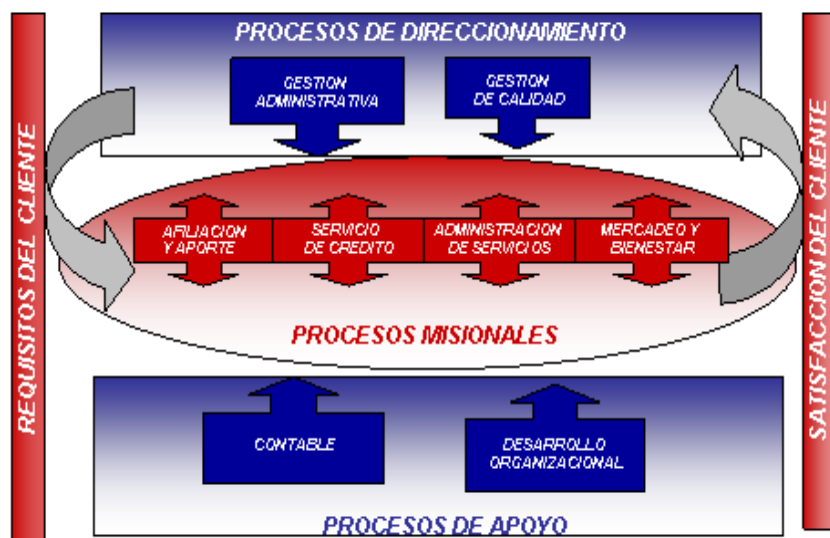 PROCESOS DE DIRECCIONAMIENTO
GESTION
ADMINISTRATIVA
GESTION
DE CALIDAD
REQUISITOS DEL CLIENTE
AFILIACION
Y APORTE
SERVICIO
DE CREDITO
ADMINISTRACION
DE SERVICIOS
MERCADEO Y
BIENESTAR
PROCESOS MISIONALES
SATISFACCION DEL CLIENTE
CONTABLE
DESARROLLO
ORGANIZACIONAL
PROCESOS DE APOYO